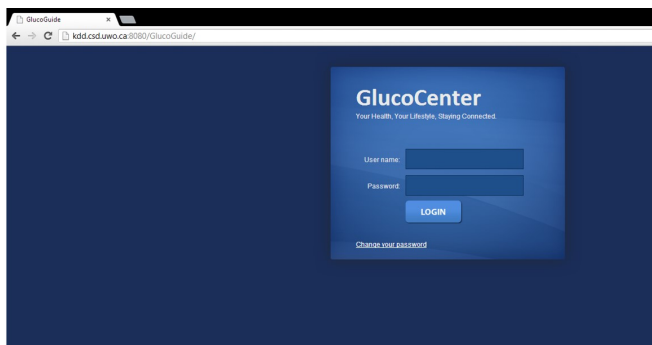 GlucoGuide
kdd.csd.uwo.ca:8080/GlucoGuide/
GlucoCenter
Your Health, Your Lifestyle, Staying Connected.
User name:
Password:
LOGIN
Change your password